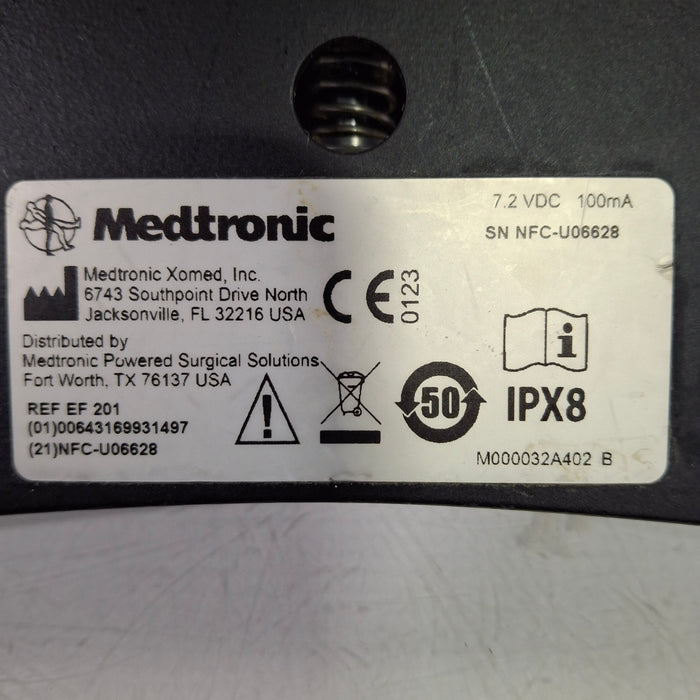 Medtronic
7.2 VDC 100mA
SN NFC-U06628
Medtronic Xomed, Inc.
6743 Southpoint Drive North
Jacksonville, FL 32216 USA
CE 0123
Distributed by
Medtronic Powered Surgical Solutions
Fort Worth, TX 76137 USA
REF EF 201
(01)00643169931497
(21)NFC-U06628
!
50
i
IPX8
M000032A402 B